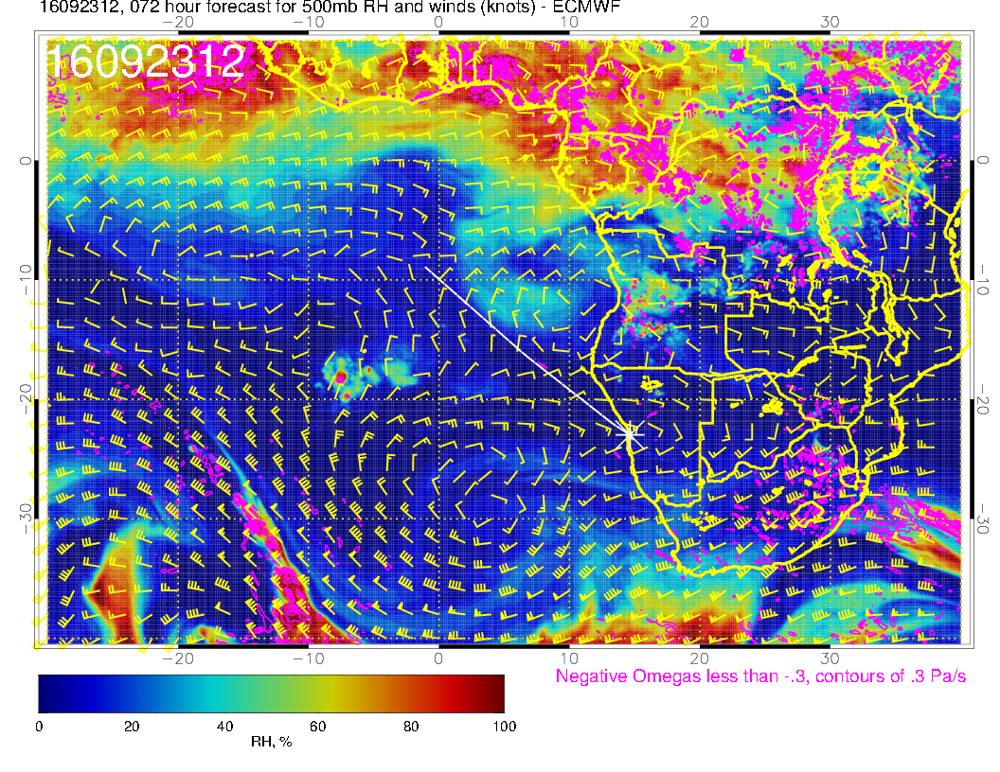 16092312, 072 hour forecast for 500mb RH and winds (knots) - ECMWF
-20 -10 0 10 20 30
16092312
0 0
-10 -10
-20 -20
-30 -30
-20 -10 0 10 20 30
Negative Omegas less than -.3, contours of .3 Pa/s
0 20 40 60 80 100
RH, %